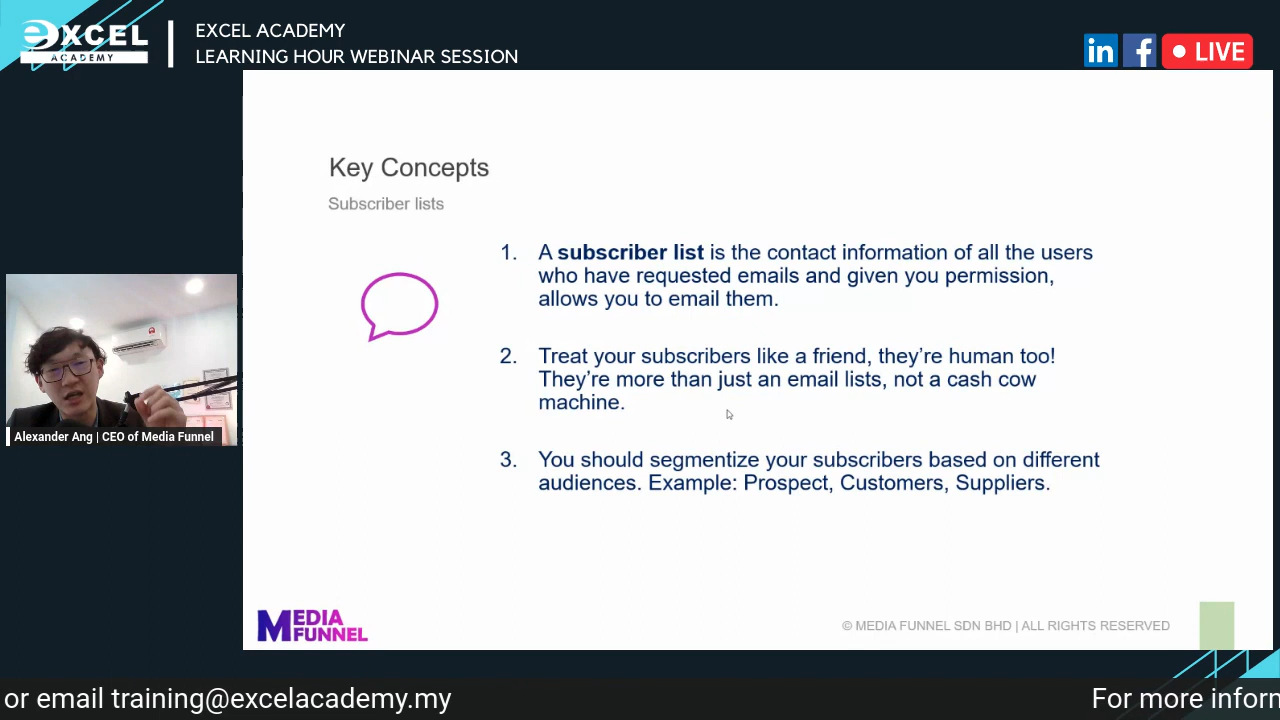 eXCEL
ACADEMY
EXCEL ACADEMY
LEARNING HOUR WEBINAR SESSION
in f LIVE
Key Concepts
Subscriber lists
1. A subscriber list is the contact information of all the users
who have requested emails and given you permission,
allows you to email them.
2. Treat your subscribers like a friend, they're human too!
They're more than just an email lists, not a cash cow
machine.
3. You should segmentize your subscribers based on different
audiences. Example: Prospect, Customers, Suppliers.
Alexander Ang | CEO of Media Funnel
MEDIA
FUNNEL
© MEDIA FUNNEL SDN BHD | ALL RIGHTS RESERVED
or email training@excelacademy.my
For more inforn